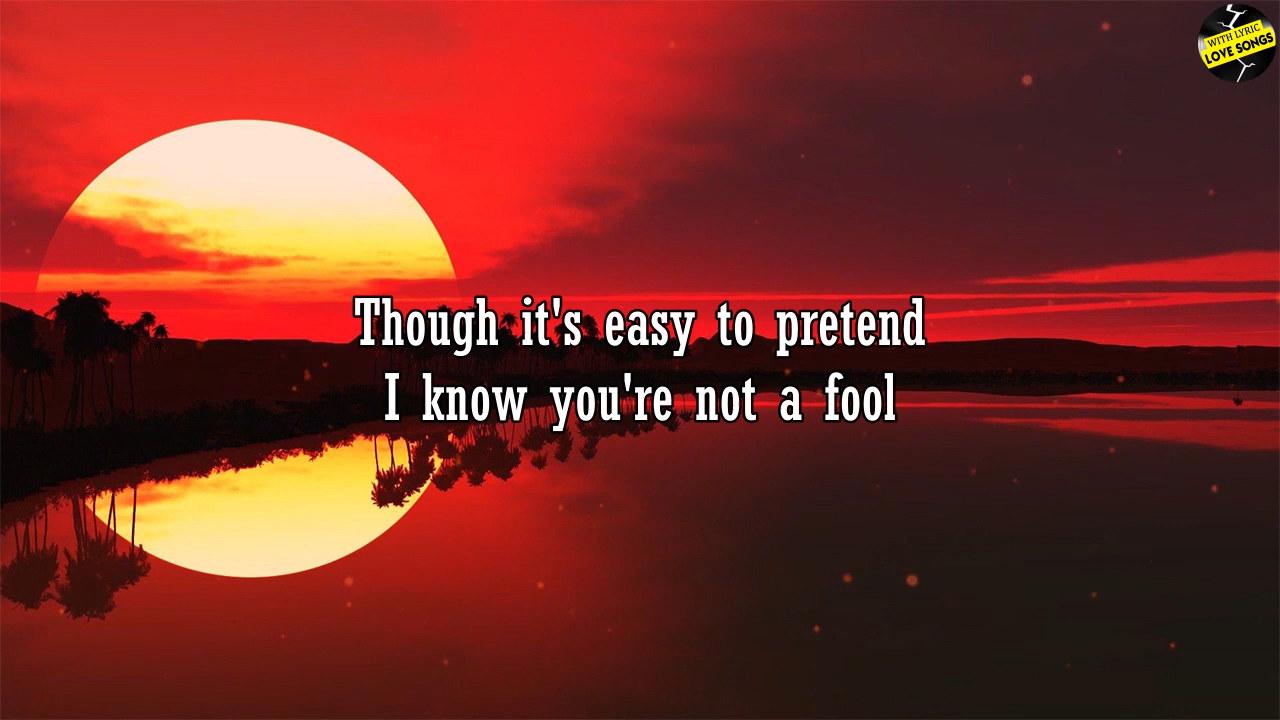 WITH LYRIC
LOVE SONGS
Though it's easy to pretend
I know you're not a fool